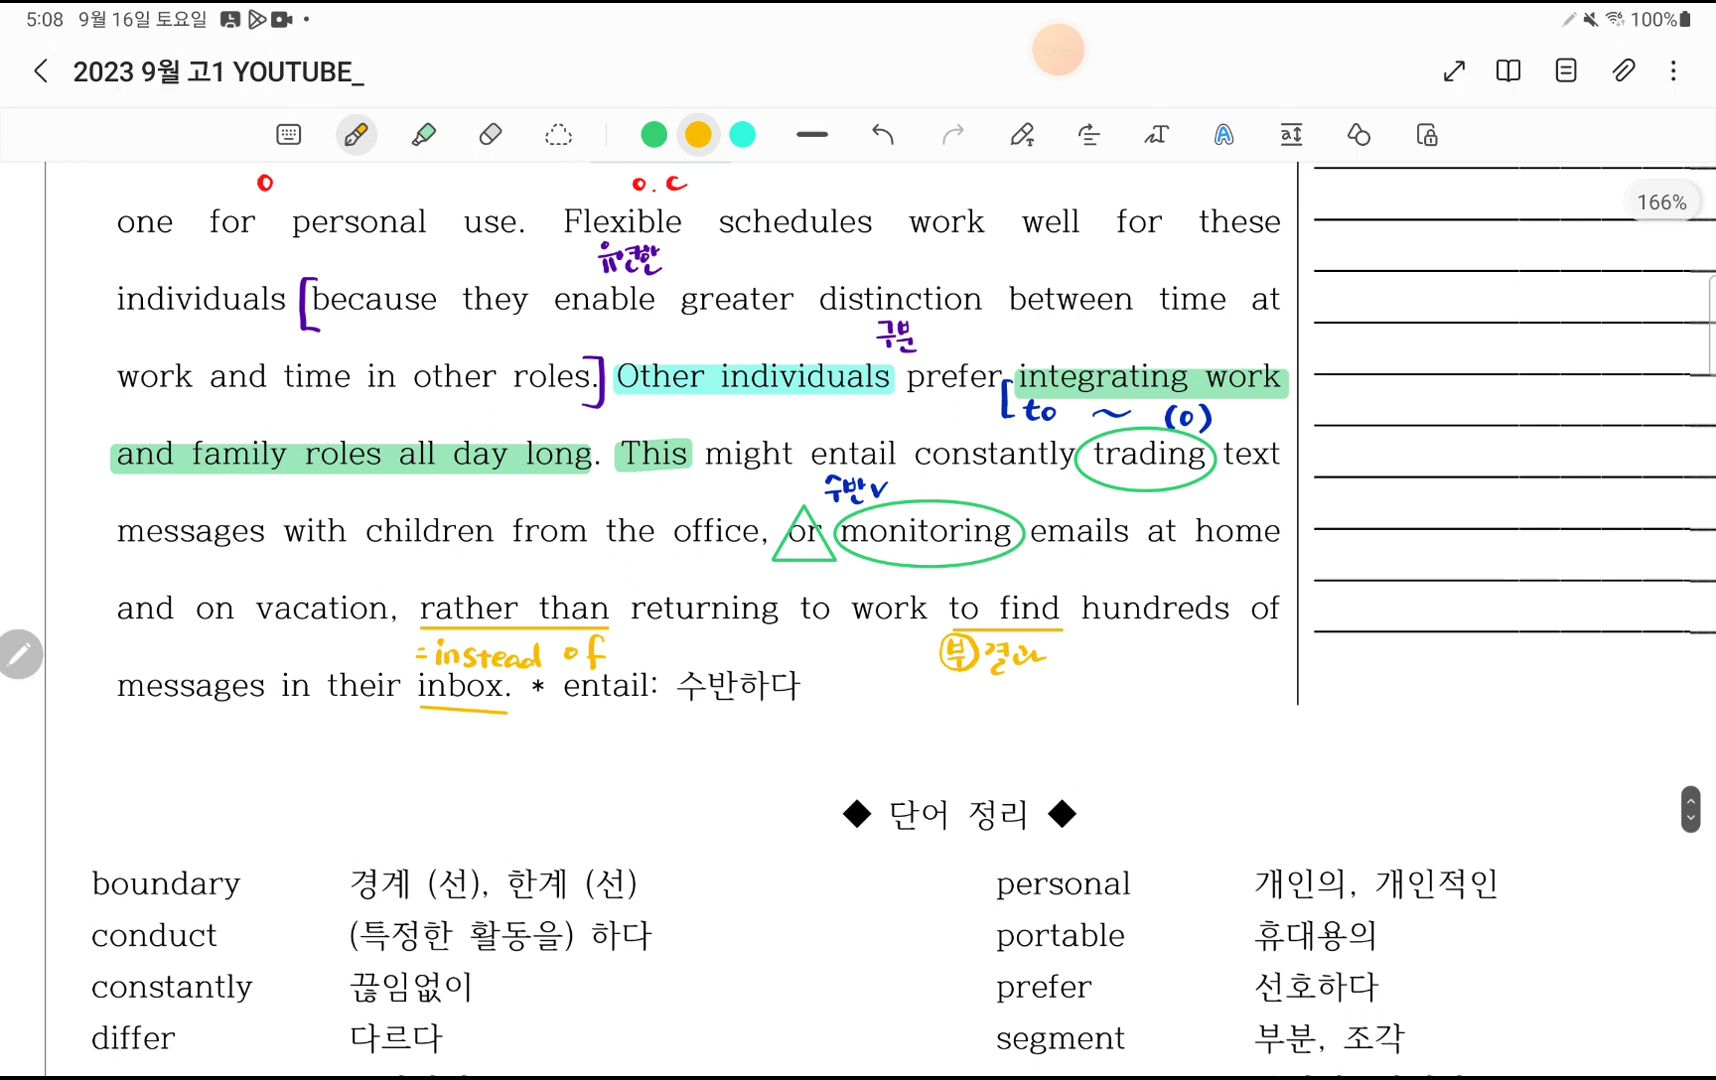 5:08 9월 16일 토요일
100%
2023 9월 고1 YOUTUBE_
166%
o o.c
one for personal use. Flexible schedules work well for these
유연한
individuals [because they enable greater distinction between time at
구분
work and time in other roles.] Other individuals prefer integrating work
[to ~ (o)
and family roles all day long. This might entail constantly trading text
수반v
messages with children from the office, or monitoring emails at home
and on vacation, rather than returning to work to find hundreds of
= instead of 부 결과
messages in their inbox. * entail: 수반하다
◆ 단어 정리 ◆
boundary 경계 (선), 한계 (선) personal 개인의, 개인적인
conduct (특정한 활동을) 하다 portable 휴대용의
constantly 끊임없이 prefer 선호하다
differ 다르다 segment 부분, 조각